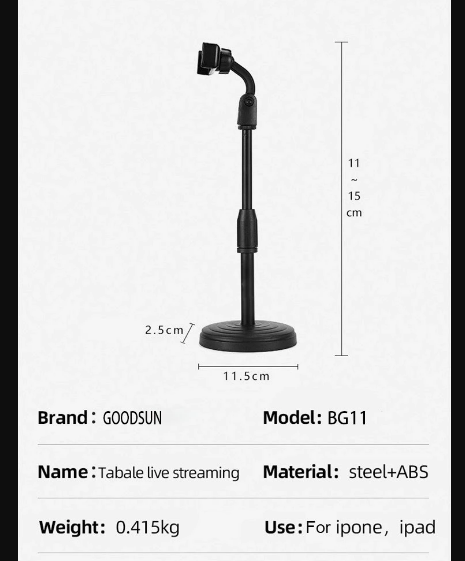 11
~
15
cm
2.5cm
11.5cm
Brand: GOODSUN
Model: BG11
Name:Tabale live streaming
Material: steel+ABS
Weight: 0.415kg
Use:For ipone, ipad